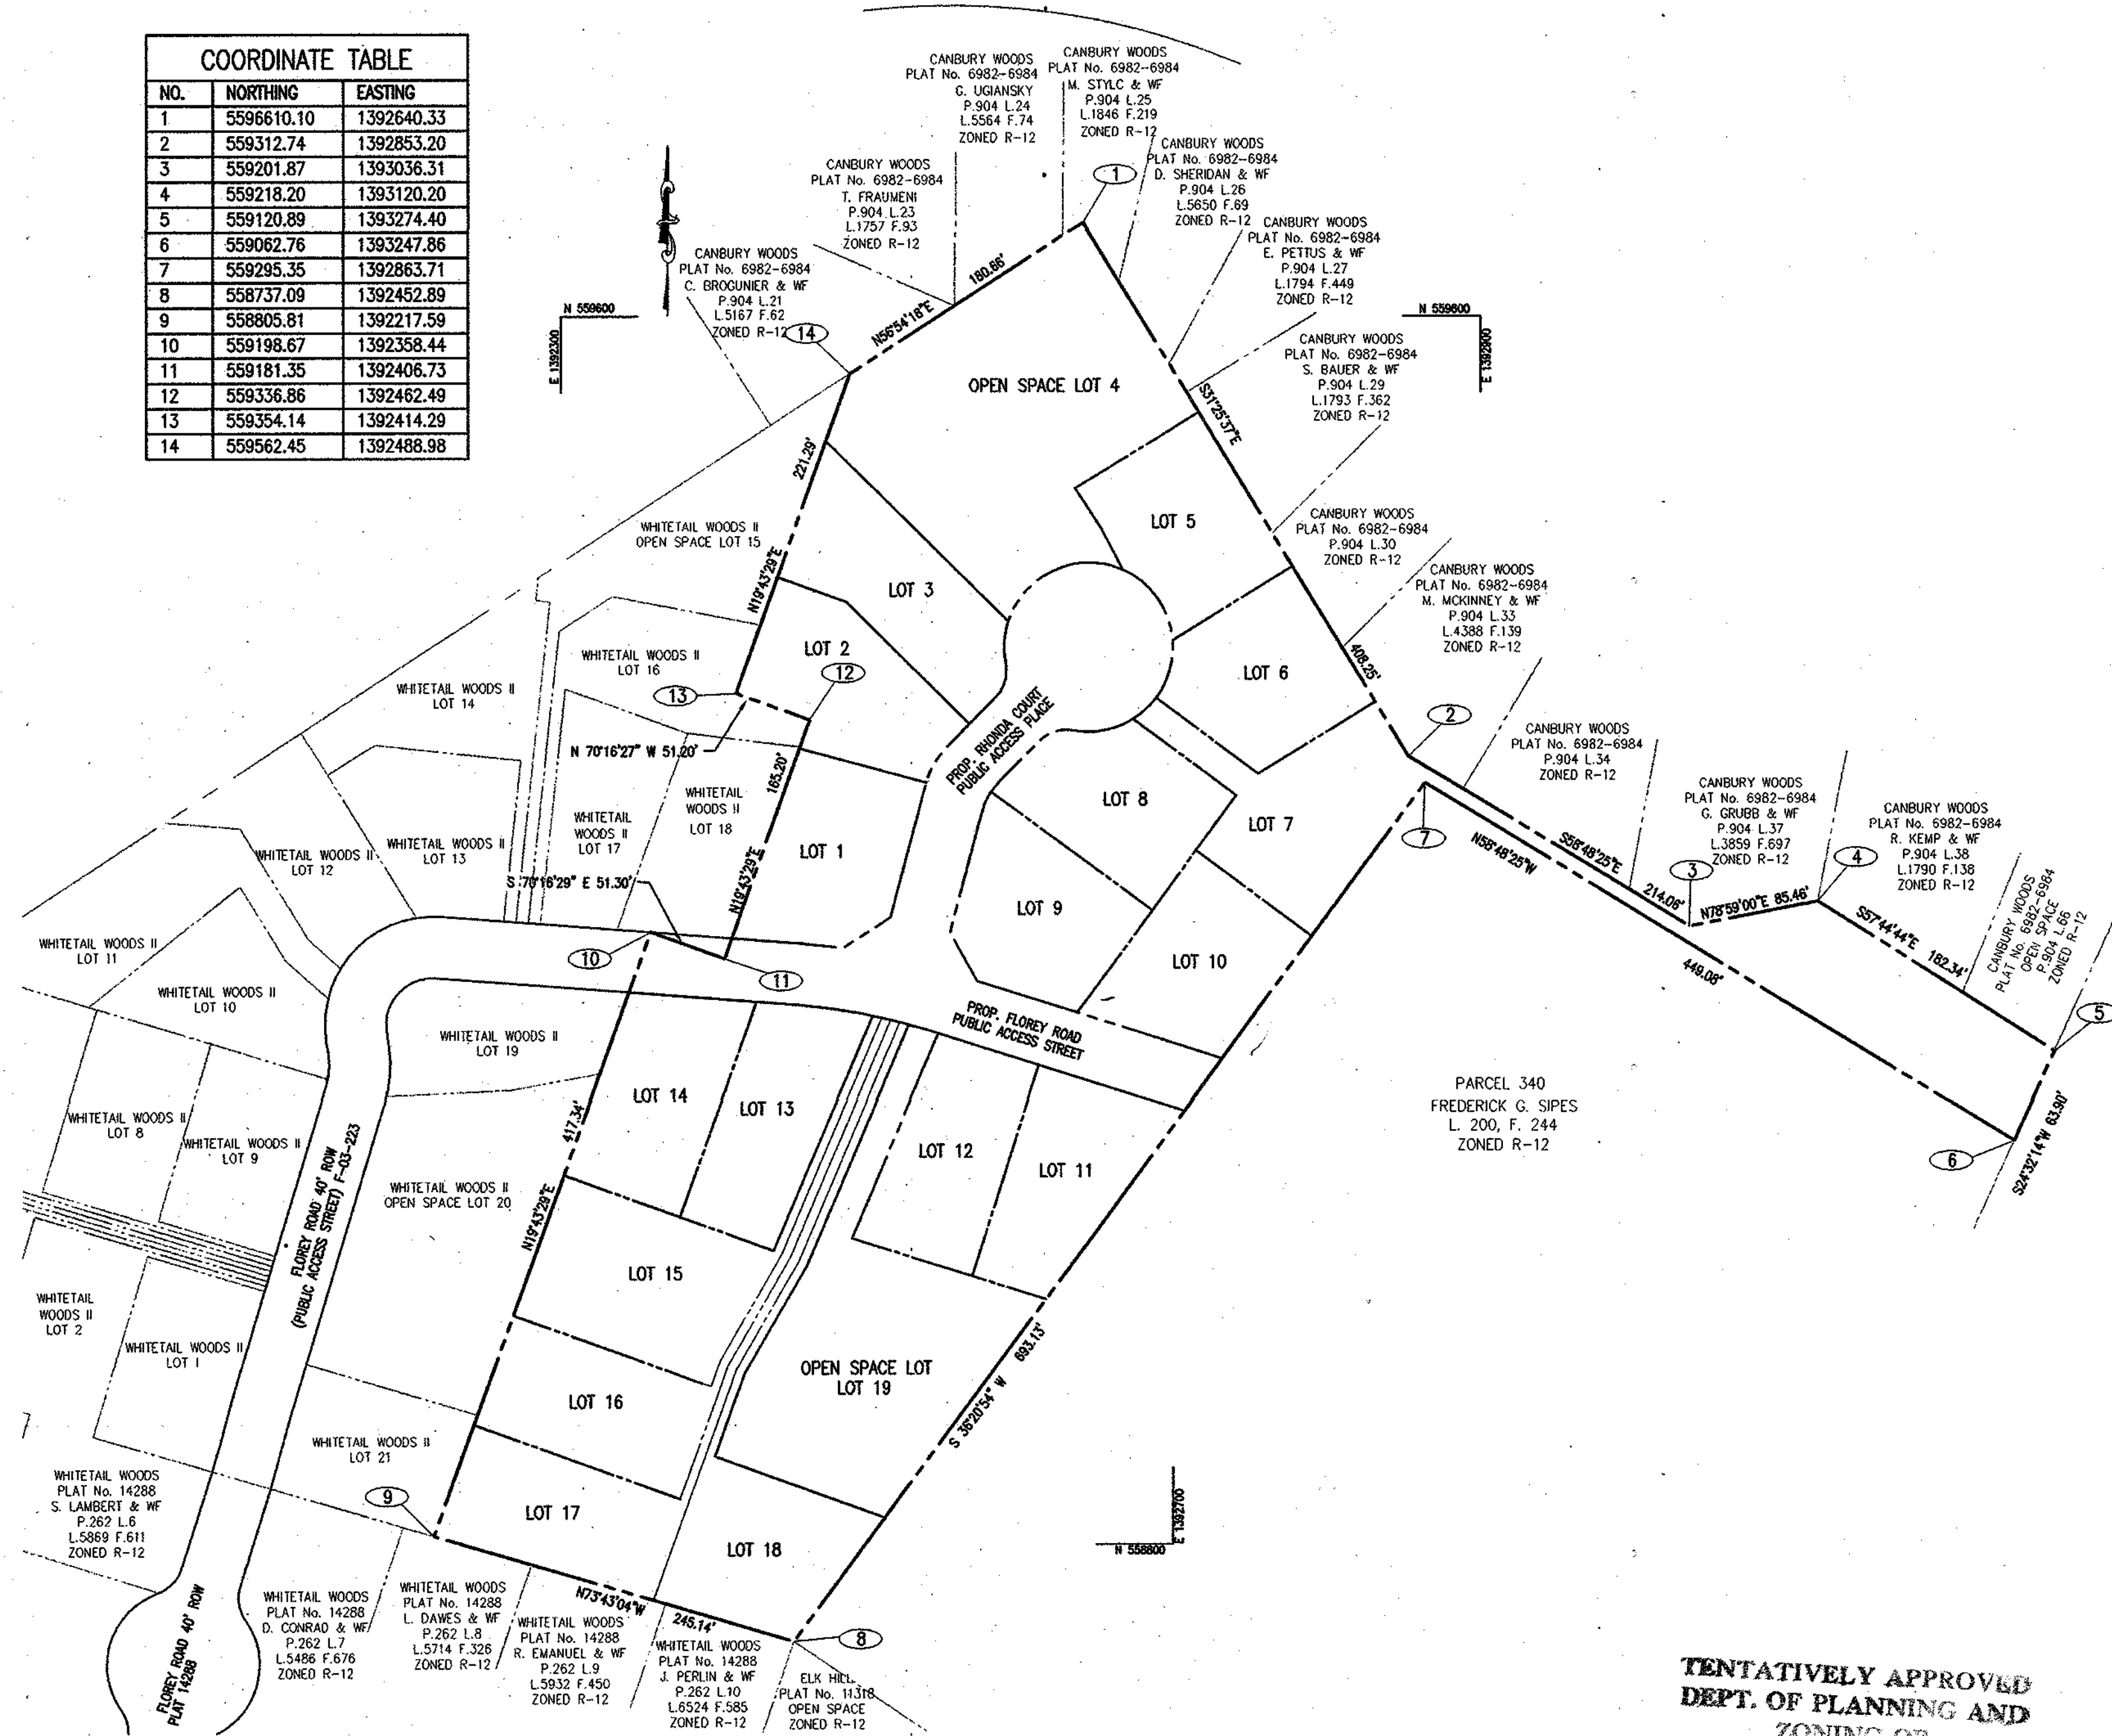 COORDINATE TABLE
NO. NORTHING EASTING
1 5596610.10 1392640.33
2 559312.74 1392853.20
3 559201.87 1393036.31
4 559218.20 1393120.20
5 559120.89 1393274.40
6 559062.76 1393247.86
7 559295.35 1392863.71
8 558737.09 1392452.89
9 558805.81 1392217.59
10 559198.67 1392358.44
11 559181.35 1392406.73
12 559336.86 1392462.49
13 559354.14 1392414.29
14 559562.45 1392488.98
CANBURY WOODS
PLAT No. 6982-6984
G. UGIANSKY
P.904 L.24
L.5564 F.74
ZONED R-12
CANBURY WOODS
PLAT No. 6982-6984
M. STYLC & WF
P.904 L.25
L.1846 F.219
ZONED R-12
CANBURY WOODS
PLAT No. 6982-6984
D. SHERIDAN & WF
P.904 L.26
L.5650 F.69
ZONED R-12
CANBURY WOODS
PLAT No. 6982-6984
T. FRAUMENI
P.904 L.23
L.1757 F.93
ZONED R-12
CANBURY WOODS
PLAT No. 6982-6984
E. PETTUS & WF
P.904 L.27
L.1794 F.449
ZONED R-12
CANBURY WOODS
PLAT No. 6982-6984
C. BROGUNIER & WF
P.904 L.21
L.5167 F.62
ZONED R-12
1
14
N 559600
E 1392300
N 559600
E 1392900
N56°54'18"E
180.66'
CANBURY WOODS
PLAT No. 6982-6984
S. BAUER & WF
P.904 L.29
L.1793 F.362
ZONED R-12
OPEN SPACE LOT 4
S31°25'37"E
408.25'
221.29'
N19°43'29"E
LOT 5
CANBURY WOODS
PLAT No. 6982-6984
P.904 L.30
ZONED R-12
WHITETAIL WOODS II
OPEN SPACE LOT 15
LOT 3
CANBURY WOODS
PLAT No. 6982-6984
M. MCKINNEY & WF
P.904 L.33
L.4388 F.139
ZONED R-12
LOT 2
WHITETAIL WOODS II
LOT 16
12
13
LOT 6
WHITETAIL WOODS II
LOT 14
PROP. RHONDA COURT
PUBLIC ACCESS PLACE
2
CANBURY WOODS
PLAT No. 6982-6984
P.904 L.34
ZONED R-12
N 70°16'27" W 51.20'
165.20'
N19°43'29"E
CANBURY WOODS
PLAT No. 6982-6984
G. GRUBB & WF
P.904 L.37
L.3859 F.697
ZONED R-12
CANBURY WOODS
PLAT No. 6982-6984
R. KEMP & WF
P.904 L.38
L.1790 F.138
ZONED R-12
CANBURY WOODS
PLAT No. 6982-6984
OPEN SPACE
P.904 L.66
ZONED R-12
WHITETAIL
WOODS II
LOT 18
WHITETAIL
WOODS II
LOT 17
LOT 8
LOT 7
7
N58°48'25"W
449.08'
S58°48'25"E
214.06'
3
N78°59'00"E 85.46'
4
S57°44'44"E
182.34'
5
S24°32'14"W 63.90'
6
WHITETAIL WOODS II
LOT 13
WHITETAIL WOODS II
LOT 12
LOT 1
S 70°16'29" E 51.30'
LOT 9
WHITETAIL WOODS II
LOT 11
10
11
LOT 10
WHITETAIL WOODS II
LOT 10
PROP. FLOREY ROAD
PUBLIC ACCESS STREET
WHITETAIL WOODS II
LOT 19
LOT 14
LOT 13
417.34'
N19°43'29"E
PARCEL 340
FREDERICK G. SIPES
L. 200, F. 244
ZONED R-12
WHITETAIL WOODS II
LOT 8
WHITETAIL WOODS II
LOT 9
LOT 12
LOT 11
FLOREY ROAD 40' ROW
(PUBLIC ACCESS STREET) F-03-223
WHITETAIL WOODS II
OPEN SPACE LOT 20
LOT 15
WHITETAIL
WOODS II
LOT 2
WHITETAIL WOODS II
LOT 1
OPEN SPACE LOT
LOT 19
693.13'
S 36°20'54" W
LOT 16
WHITETAIL WOODS II
LOT 21
WHITETAIL WOODS
PLAT No. 14288
S. LAMBERT & WF
P.262 L.6
L.5869 F.611
ZONED R-12
9
LOT 17
LOT 18
N 558800
E 1392700
N73°43'04"W
245.14'
8
FLOREY ROAD 40' ROW
PLAT 14288
WHITETAIL WOODS
PLAT No. 14288
D. CONRAD & WF
P.262 L.7
L.5486 F.676
ZONED R-12
WHITETAIL WOODS
PLAT No. 14288
L. DAWES & WF
P.262 L.8
L.5714 F.326
ZONED R-12
WHITETAIL WOODS
PLAT No. 14288
R. EMANUEL & WF
P.262 L.9
L.5932 F.450
ZONED R-12
WHITETAIL WOODS
PLAT No. 14288
J. PERLIN & WF
P.262 L.10
L.6524 F.585
ZONED R-12
ELK HILL
PLAT No. 11318
OPEN SPACE
ZONED R-12
TENTATIVELY APPROVED
DEPT. OF PLANNING AND
ZONING OF